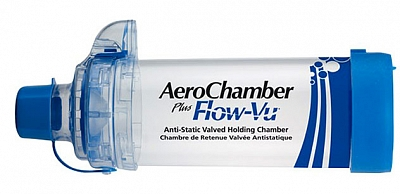 AeroChamber
Plus Flow-Vu
Anti-Static Valved Holding Chamber
Chambre de Retenue Valvée Antistatique